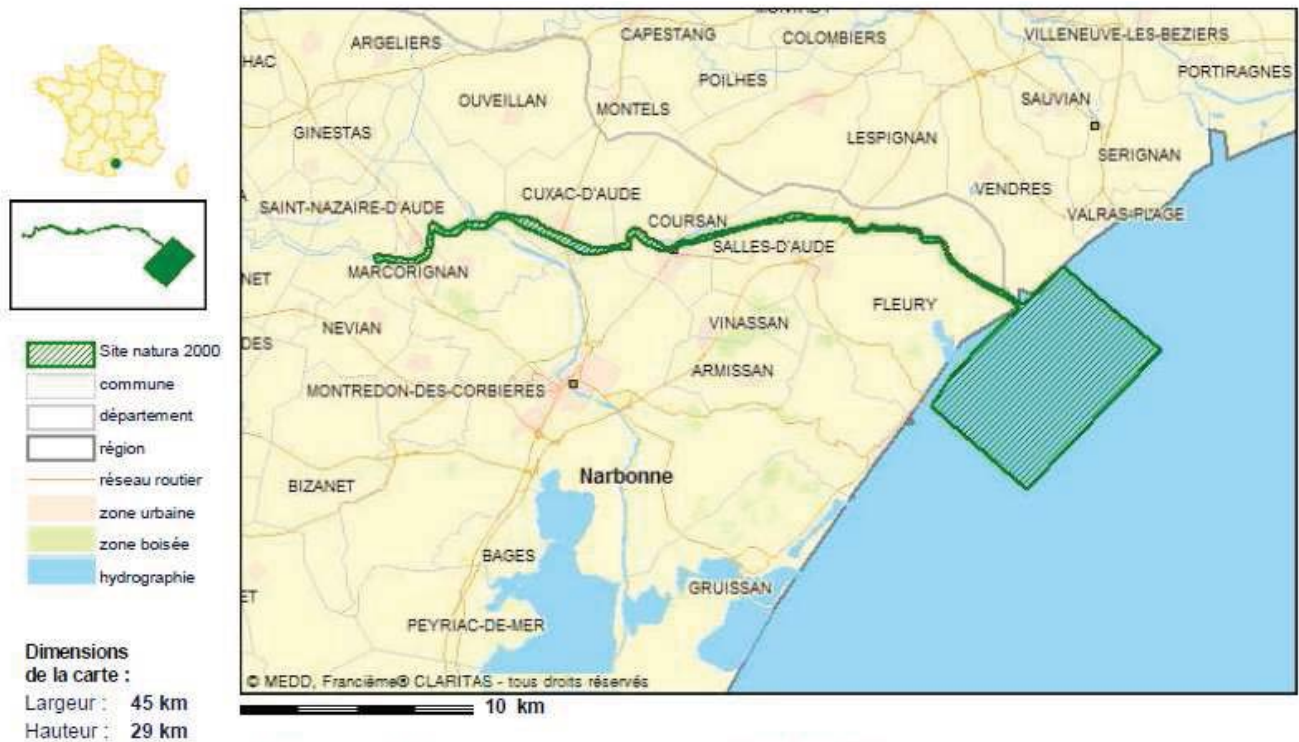 MONTADY
ARGELIERS
CAPESTANG
COLOMBIERS
VILLENEUVE-LES-BEZIERS
HAC
POILHES
PORTIRAGNES
OUVEILLAN
MONTELS
SAUVIAN
GINESTAS
LESPIGNAN
SERIGNAN
CUXAC-D'AUDE
VENDRES
A
SAINT-NAZAIRE-D'AUDE
COURSAN
VALRAS-PLAGE
SALLES-D'AUDE
MARCORIGNAN
NET
FLEURY
NEVIAN
VINASSAN
DES
ARMISSAN
MONTREDON-DES-CORBIERES
Narbonne
BIZANET
BAGES
GRUISSAN
ET
PEYRIAC-DE-MER
© MEDD, Francième® CLARITAS - tous droits réservés
10 km
Site natura 2000
commune
département
région
réseau routier
zone urbaine
zone boisée
hydrographie
Dimensions
de la carte :
Largeur : 45 km
Hauteur : 29 km